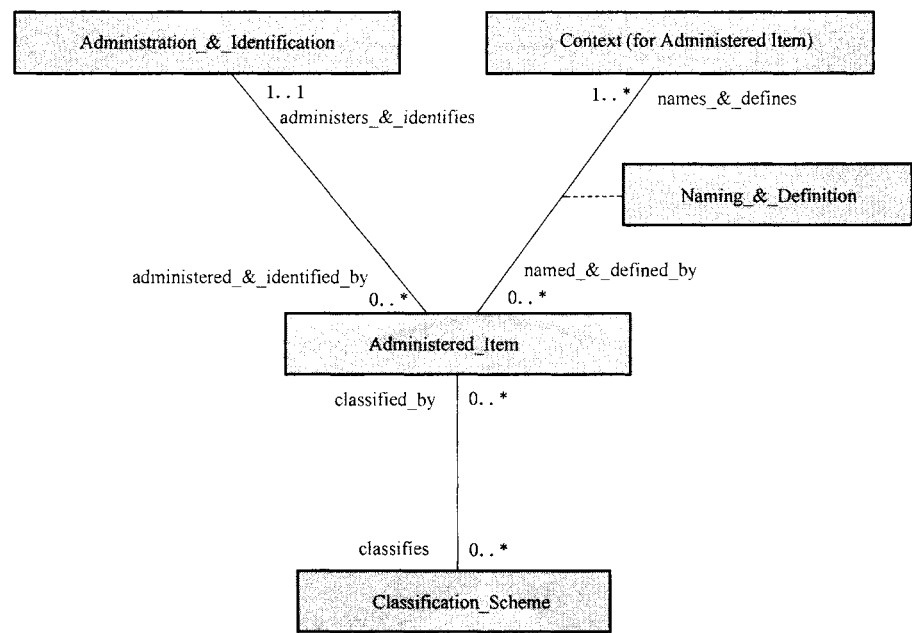 Administration_&_Identification
Context (for Administered Item)
1..1
administers_&_identifies
1..*
names_&_defines
Naming_&_Definition
administered_&_identified_by
0..*
named_&_defined_by
0..*
Administered_Item
classified_by
0..*
classifies
0..*
Classification_Scheme